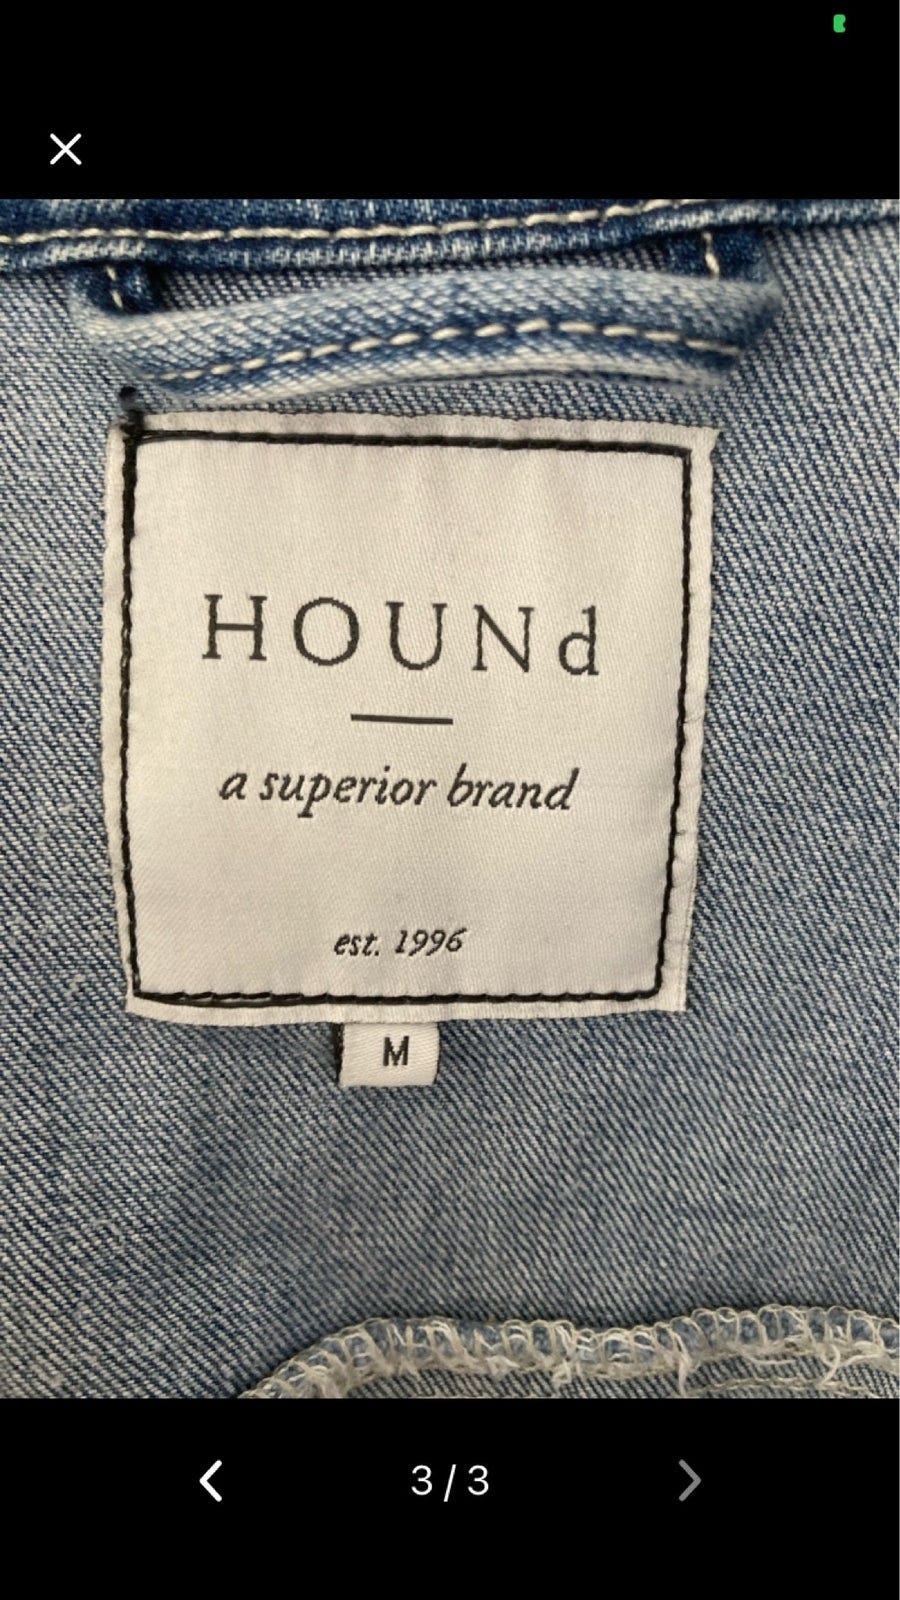 HOUNd
a superior brand
est. 1996
M
3 / 3